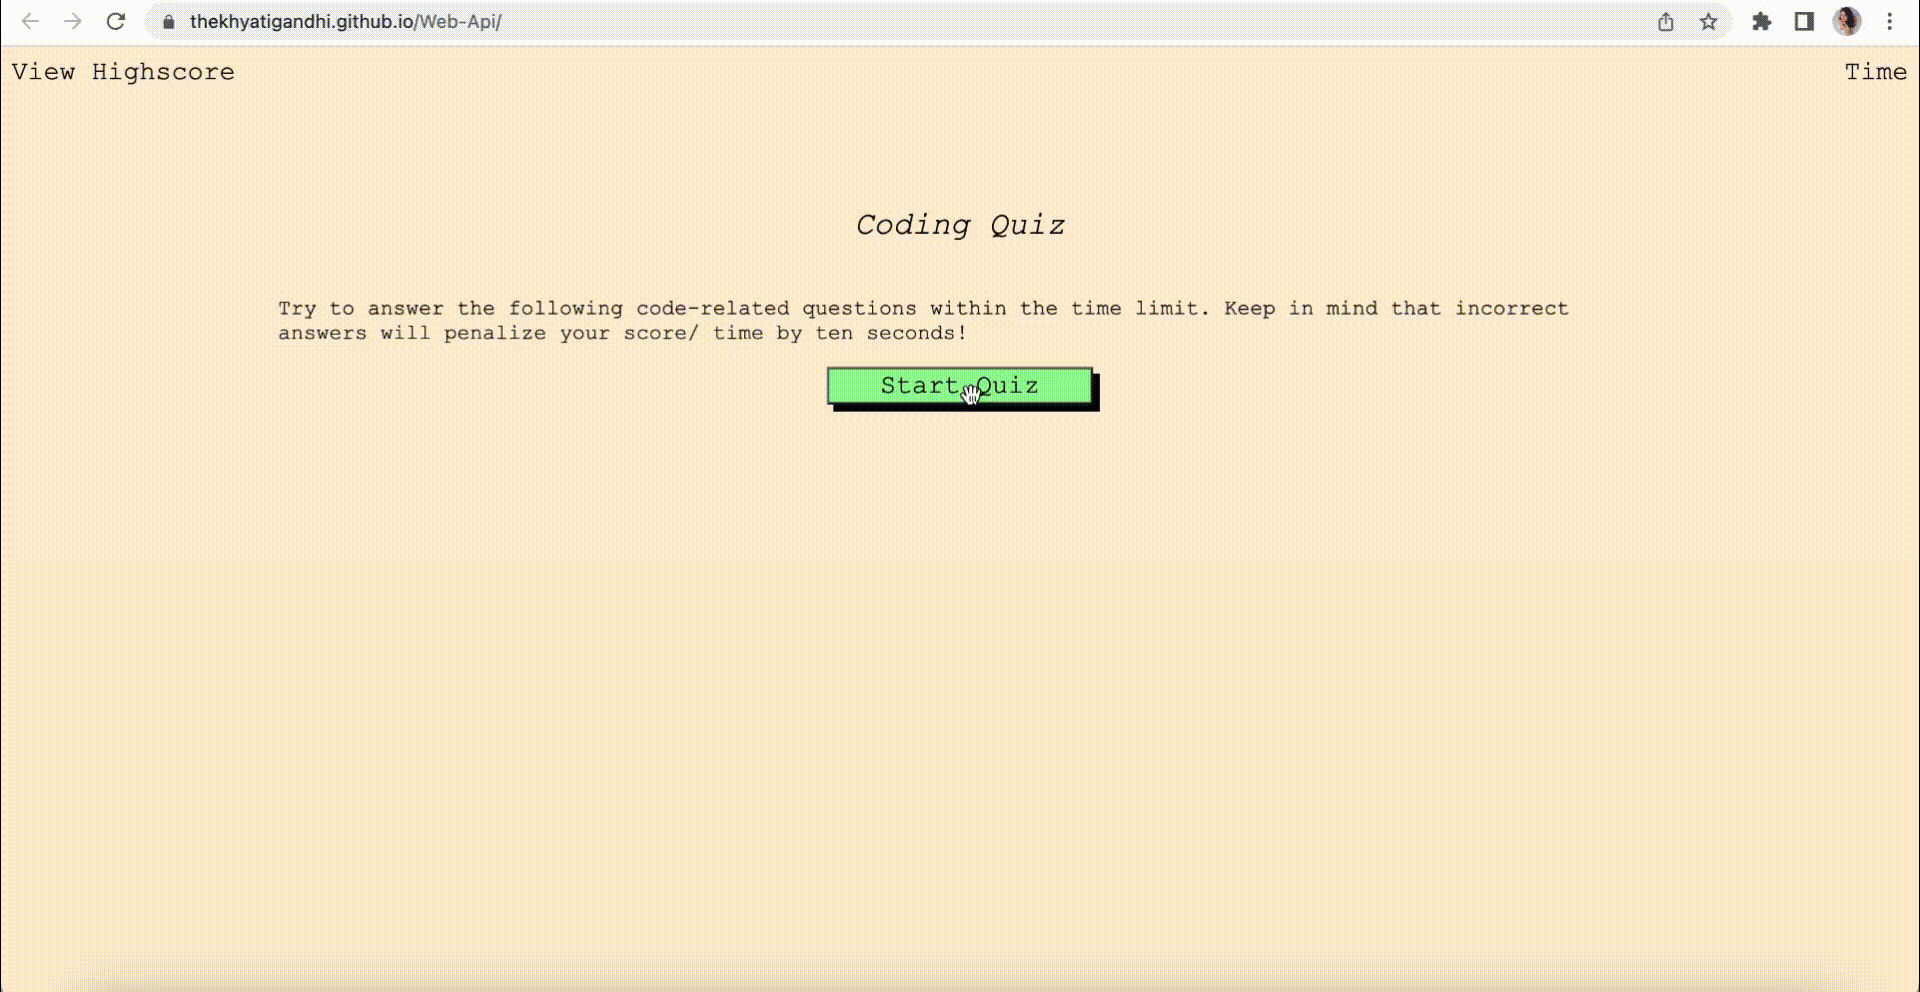 thekhyatigandhi.github.io/Web-Api/
View Highscore
Time
Coding Quiz
Try to answer the following code-related questions within the time limit. Keep in mind that incorrect
answers will penalize your score/ time by ten seconds!
Start Quiz